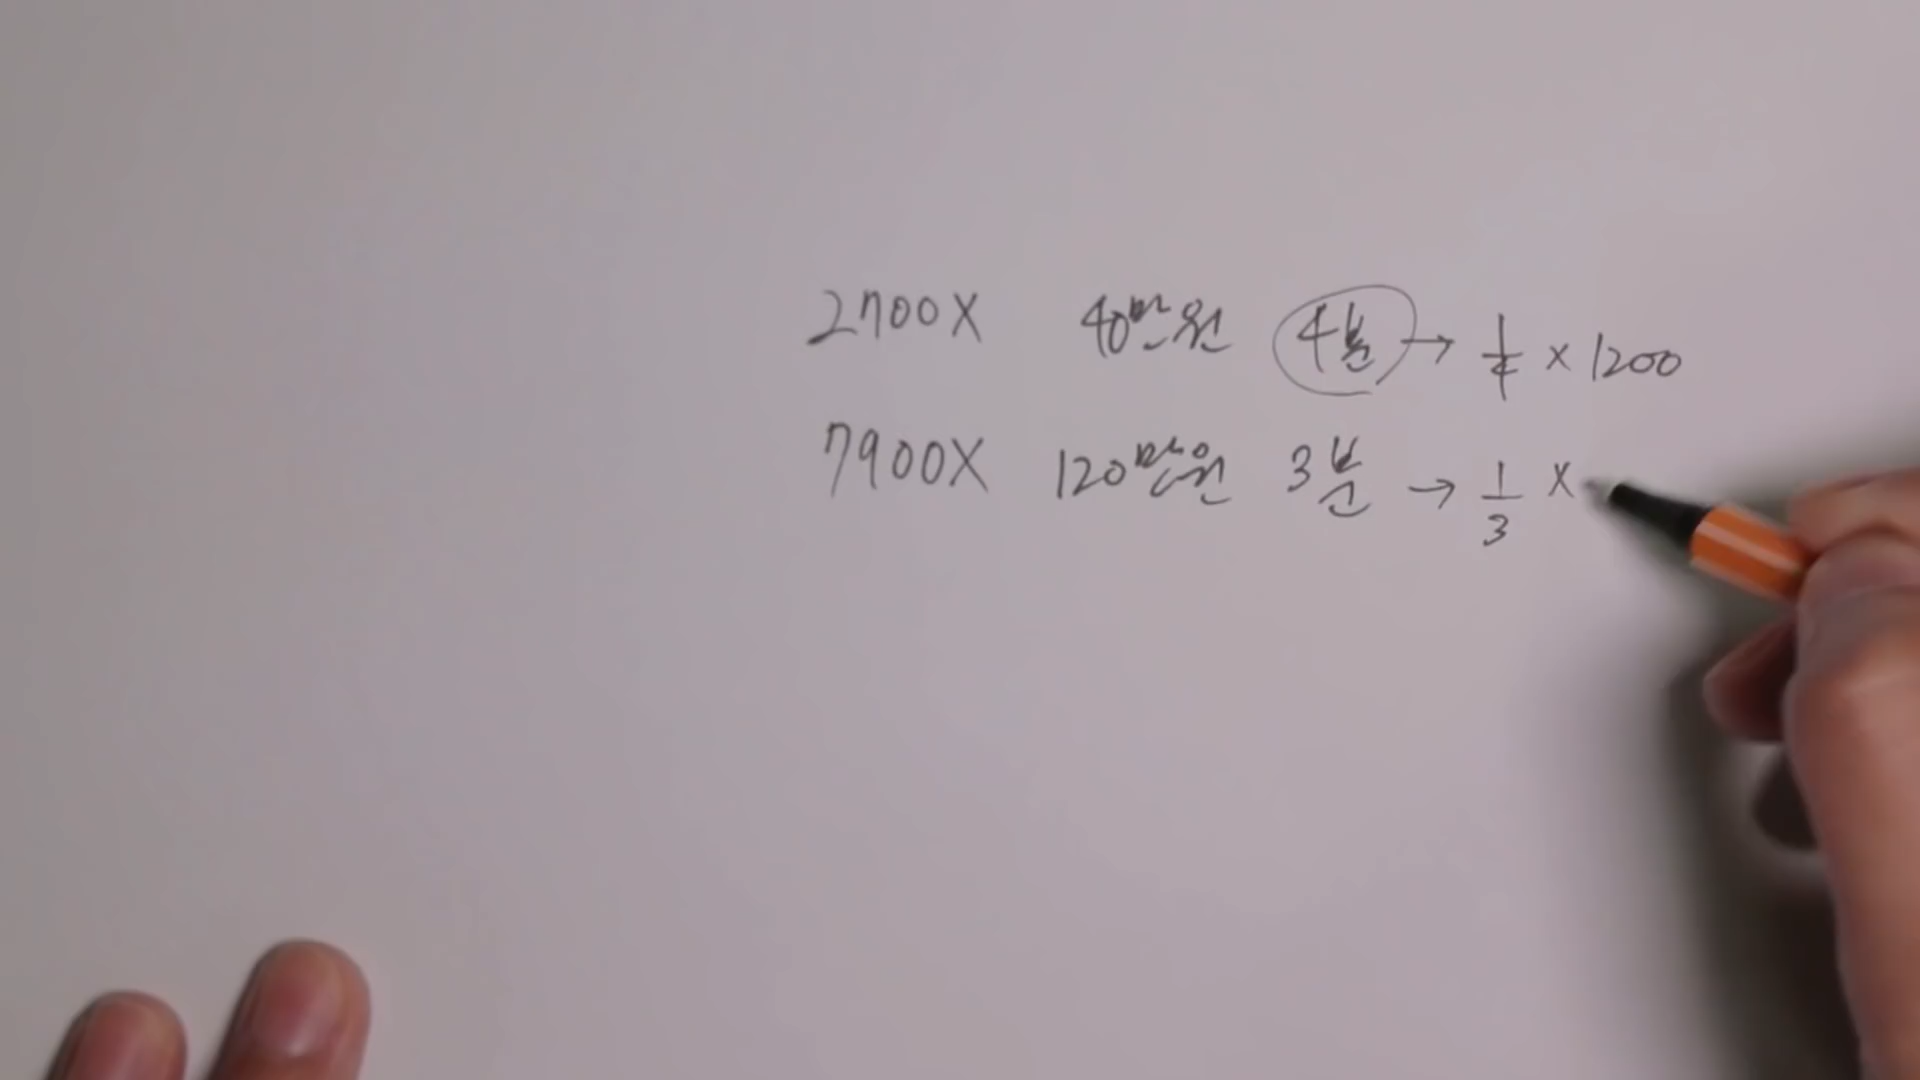 2700X 40만원 4분 → 1/4 × 1200
7900X 120만원 3분 → 1/3 ×